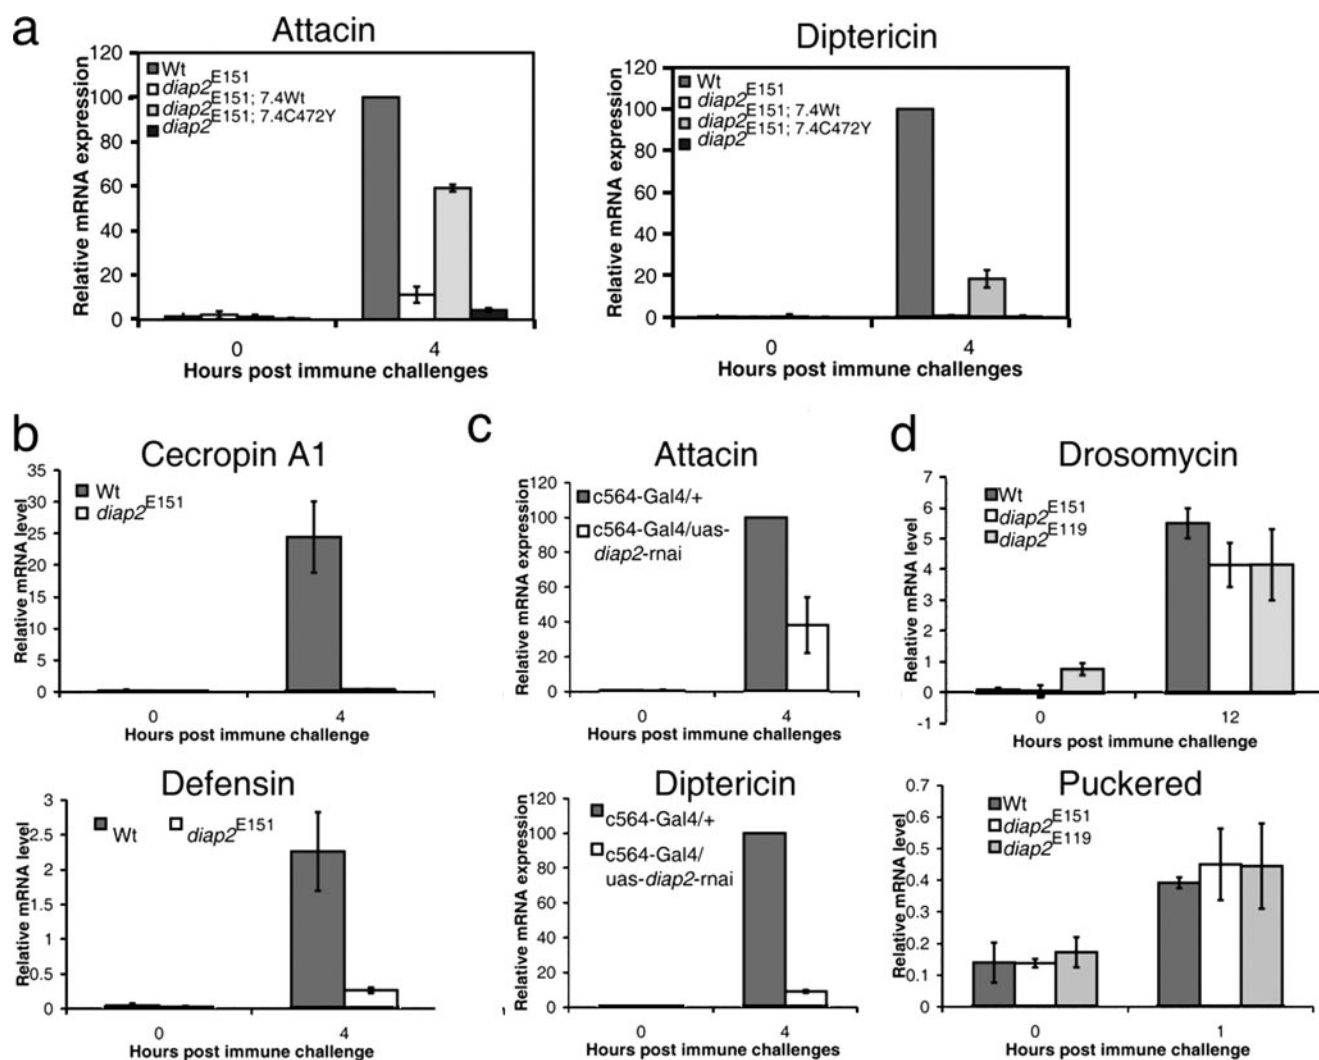 a
Attacin
Relative mRNA expression
120
100
80
60
40
20
0
Wt
diap2E151
diap2E151; 7.4Wt
diap2E151; 7.4C472Y
diap2
0 4
Hours post immune challenges
Diptericin
Relative mRNA expression
120
100
80
60
40
20
0
Wt
diap2E151
diap2E151; 7.4Wt
diap2E151; 7.4C472Y
0 4
Hours post immune challenges
b
Cecropin A1
Relative mRNA level
35
30
25
20
15
10
5
0
Wt
diap2E151
0 4
Hours post immune challenge
Defensin
Relative mRNA level
3
2.5
2
1.5
1
0.5
0
Wt diap2E151
0 4
Hours post immune challenge
c
Attacin
Relative mRNA expression
120
100
80
60
40
20
0
c564-Gal4/+
c564-Gal4/uas-
diap2-rnai
0 4
Hours post immune challenges
Diptericin
Relative mRNA expression
120
100
80
60
40
20
0
c564-Gal4/+
c564-Gal4/
uas-diap2-rnai
0 4
Hours post immune challenges
d
Drosomycin
Relative mRNA level
7
6
5
4
3
2
1
0
-1
Wt
diap2E151
diap2E119
0 12
Hours post immune challenge
Puckered
Relative mRNA level
0.7
0.6
0.5
0.4
0.3
0.2
0.1
0
Wt
diap2E151
diap2E119
0 1
Hours post immune challenge